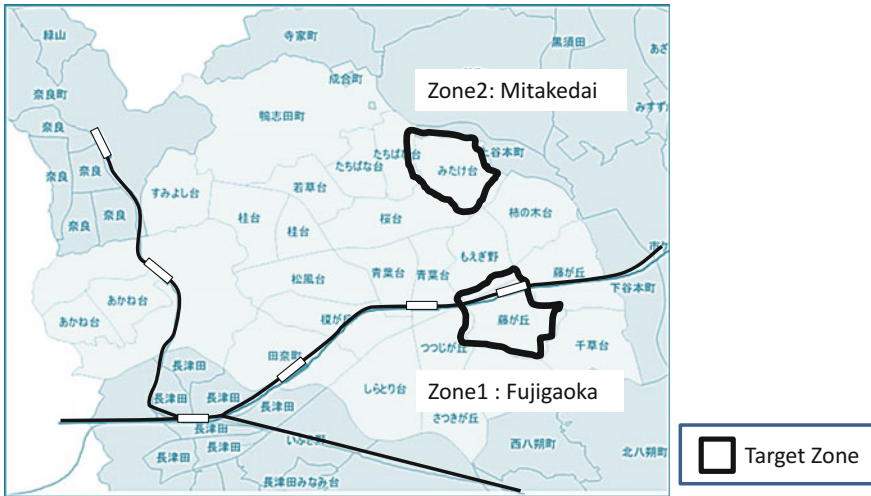 緑山
寺家町
黒須田
あざ
成合町
奈良町
Zone2: Mitakedai
みすず
奈良
鴨志田町
たちばな台
谷本町
奈良
奈良
たちばな台
みたけ台
すみよし台
若草台
奈良
奈良
桂台
桜台
柿の木台
奈良
桂台
もえぎ野
市ケ
松風台
青葉台
青葉台
藤が丘
下谷本町
あかね台
あかね台
榎が丘
藤が丘
田奈町
つつじが丘
千草台
長津田
しらとり台
Zone1 : Fujigaoka
長津田
長津田
長津田
長津田
さつきが丘
いぶき野
西八朔町
北八朔町
長津田
長津田
長津田みなみ台
Target Zone